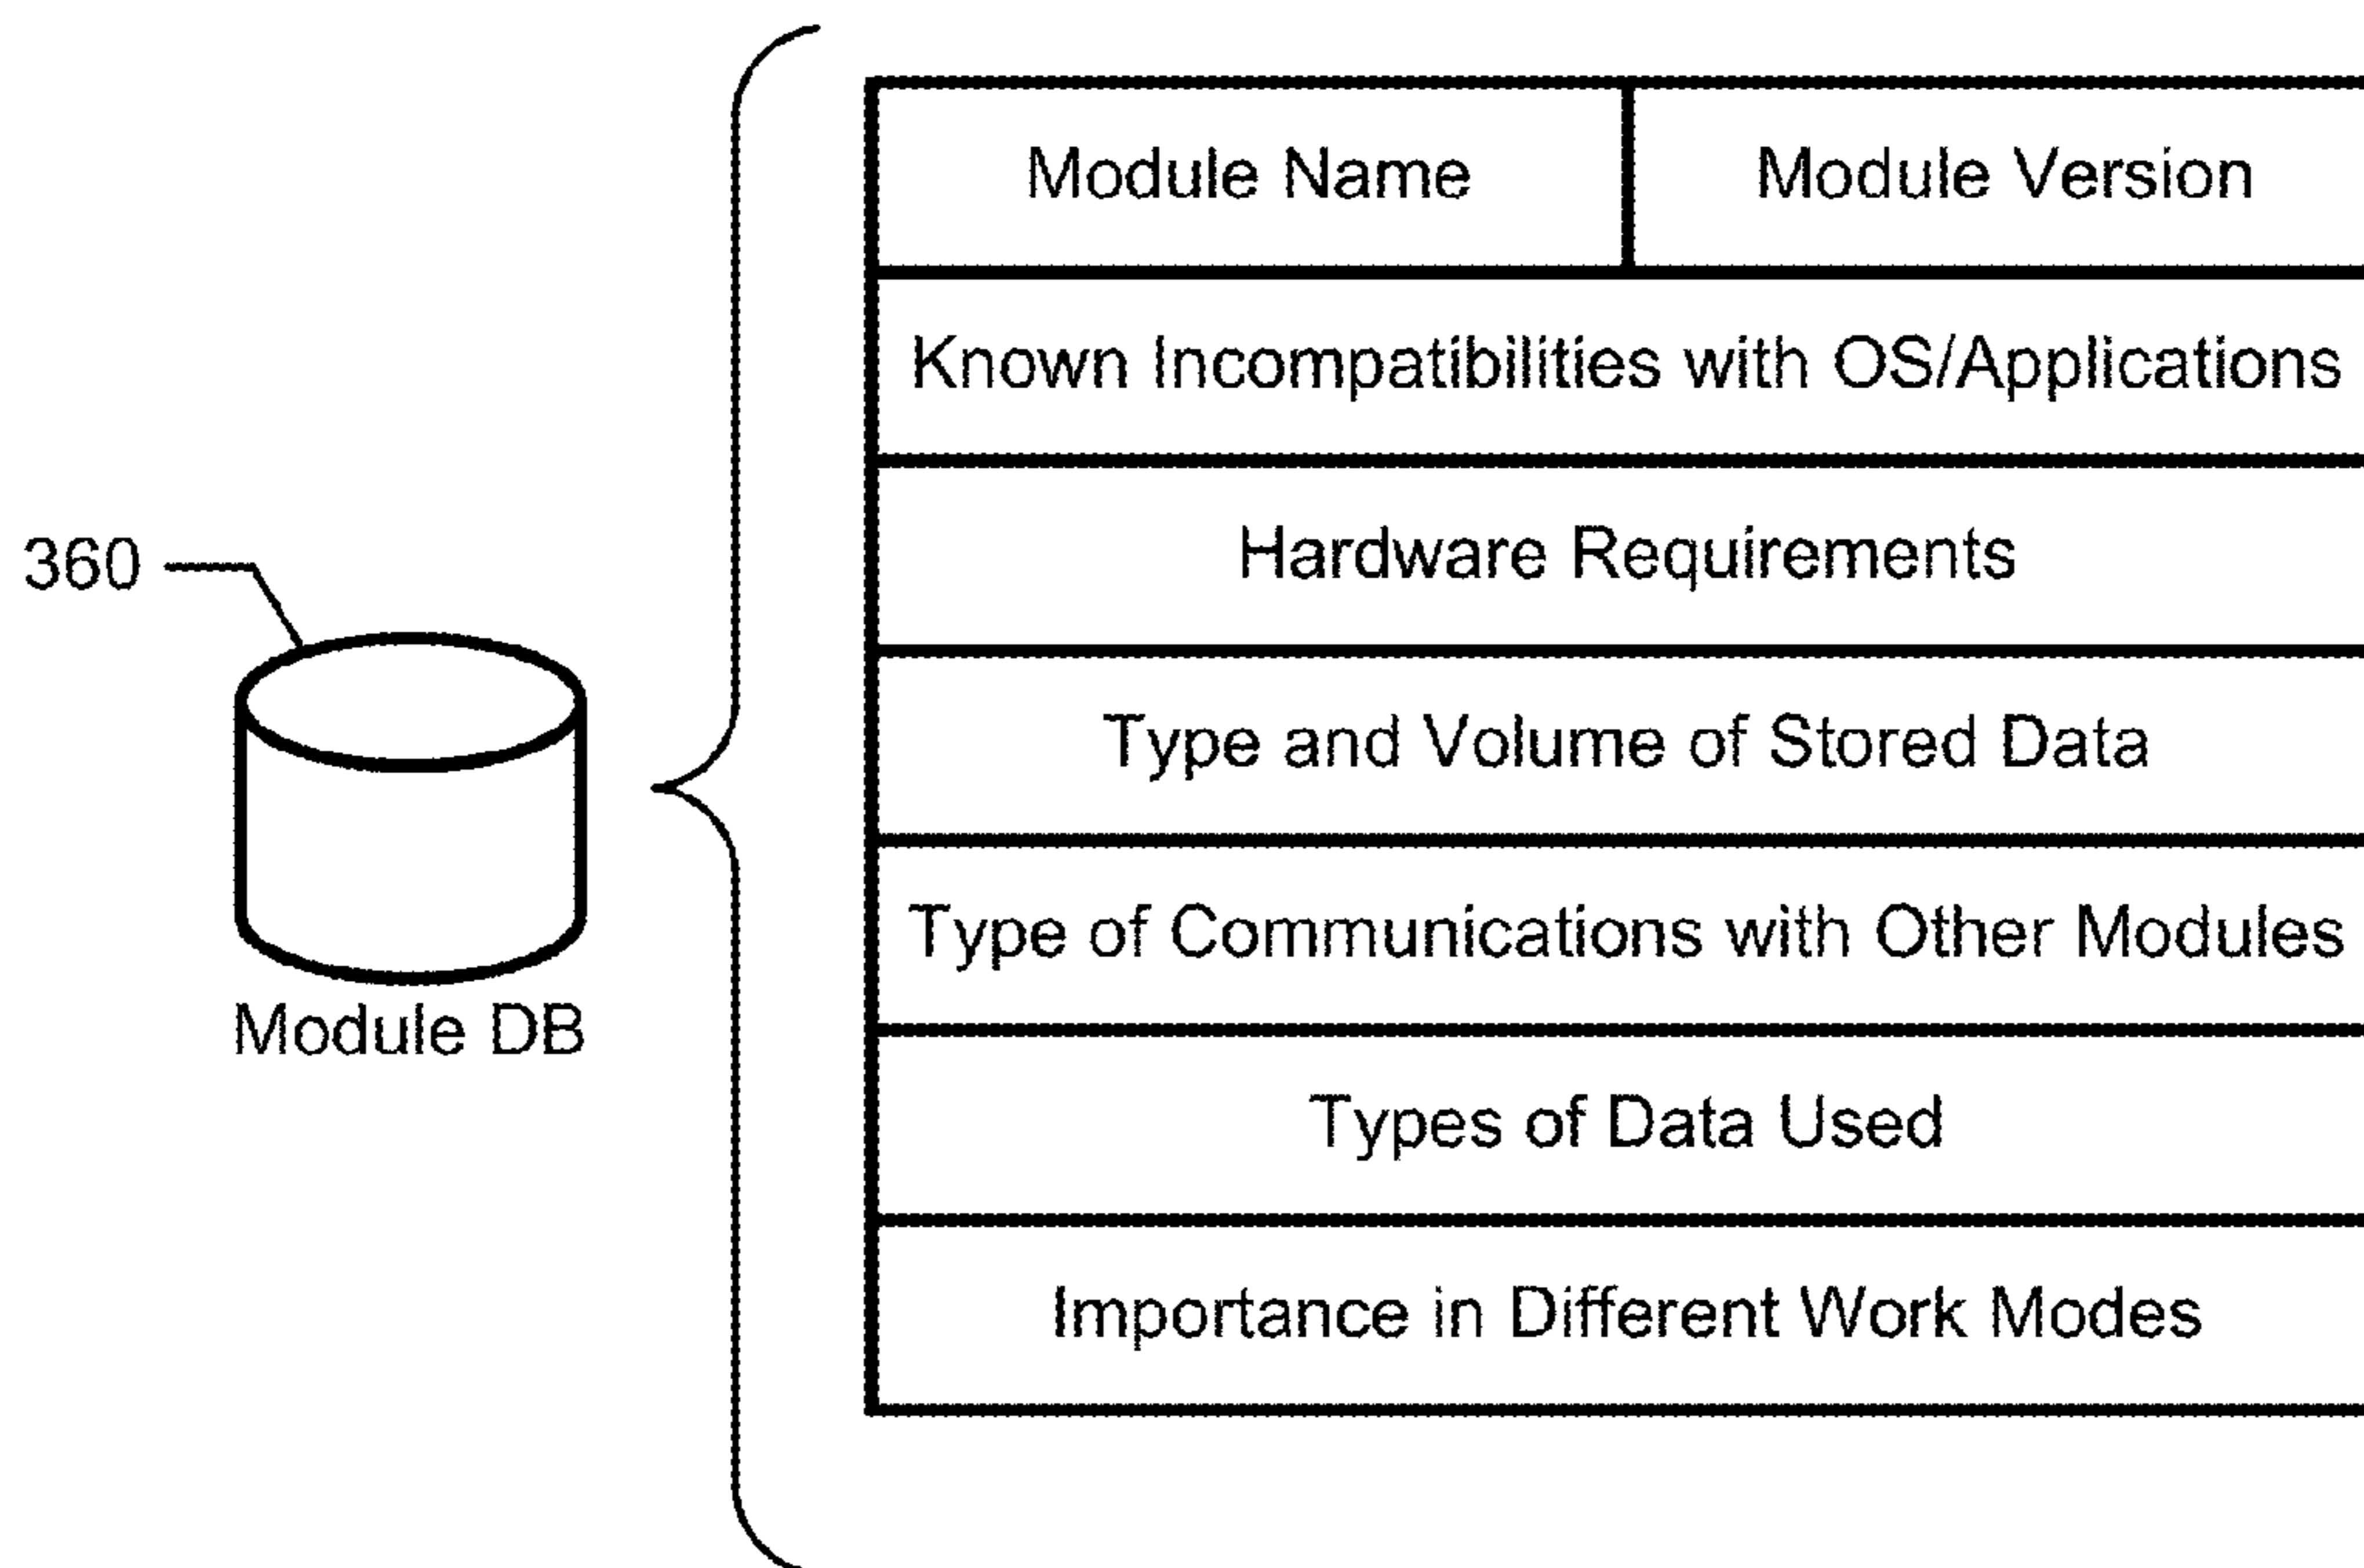 Module Name Module Version
Known Incompatibilities with OS/Applications
Hardware Requirements
360
Type and Volume of Stored Data
Type of Communications with Other Modules
Module DB
Types of Data Used
Importance in Different Work Modes